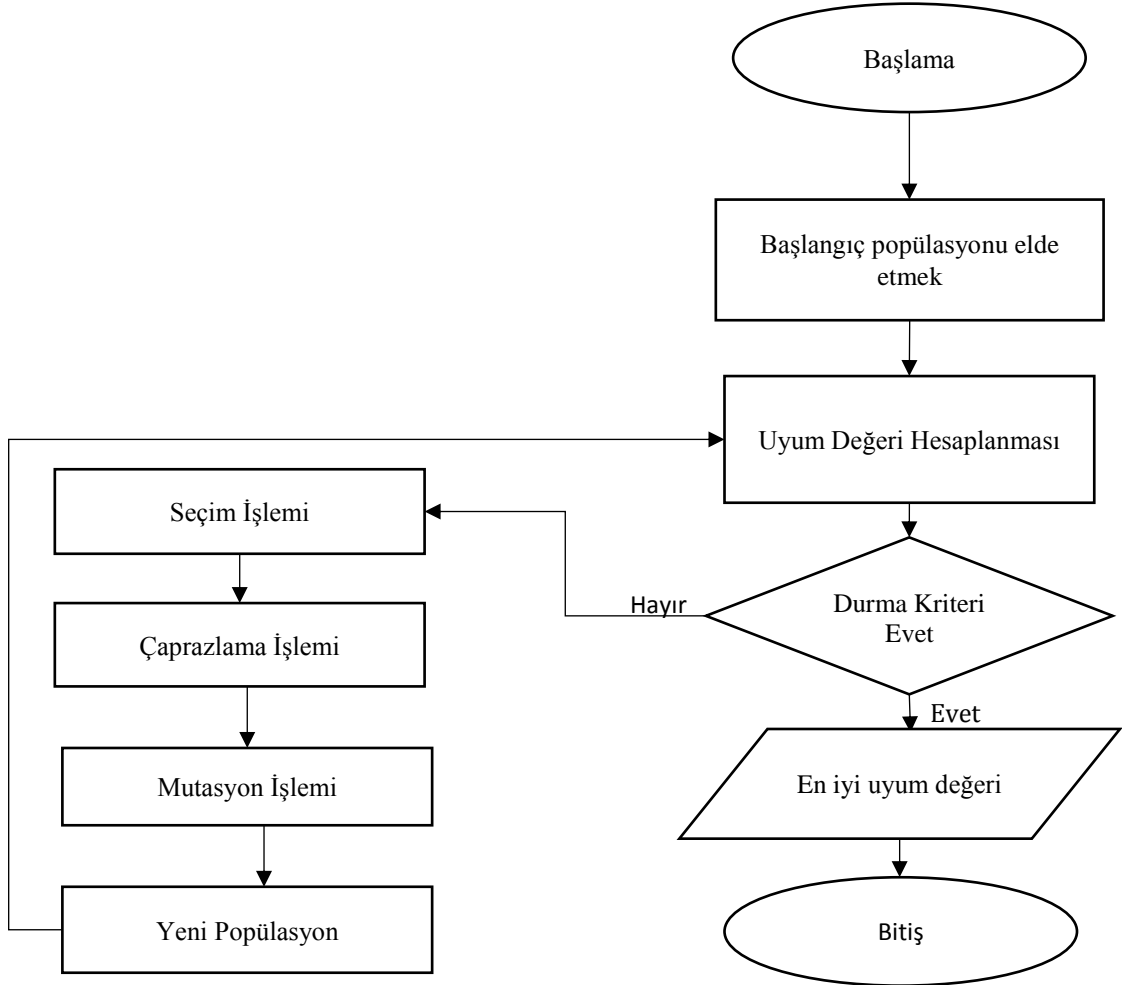 Başlama
Başlangıç popülasyonu elde
etmek
Uyum Değeri Hesaplanması
Durma Kriteri
Evet
Hayır
Seçim İşlemi
Çaprazlama İşlemi
Mutasyon İşlemi
Yeni Popülasyon
Evet
En iyi uyum değeri
Bitiş